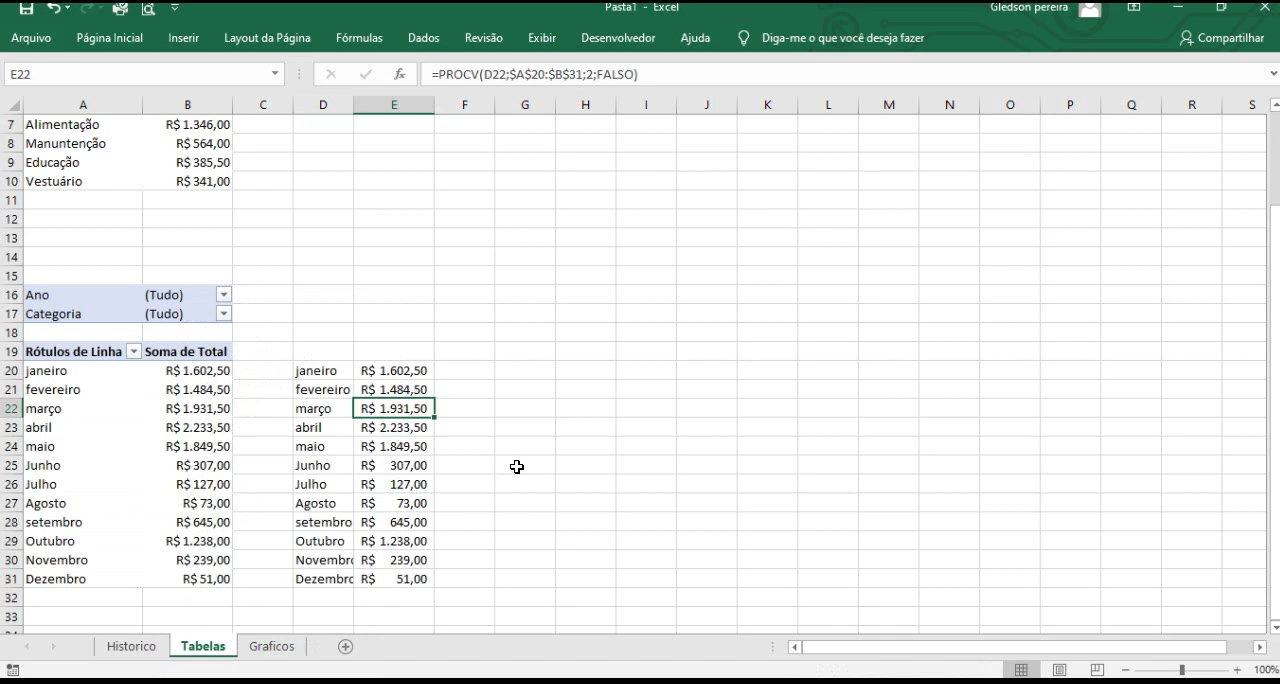 Pasta1 - Excel
Gledson pereira
Arquivo Página Inicial Inserir Layout da Página Fórmulas Dados Revisão Exibir Desenvolvedor Ajuda Diga-me o que você deseja fazer Compartilhar
E22 fx =PROCV(D22;$A$20:$B$31;2;FALSO)
A B C D E F G H I J K L M N O P Q R S
7 Alimentação R$ 1.346,00
8 Manuntenção R$ 564,00
9 Educação R$ 385,50
10 Vestuário R$ 341,00
11
12
13
14
15
16 Ano (Tudo)
17 Categoria (Tudo)
18
19 Rótulos de Linha Soma de Total
20 janeiro R$ 1.602,50 janeiro R$ 1.602,50
21 fevereiro R$ 1.484,50 fevereiro R$ 1.484,50
22 março R$ 1.931,50 março R$ 1.931,50
23 abril R$ 2.233,50 abril R$ 2.233,50
24 maio R$ 1.849,50 maio R$ 1.849,50
25 Junho R$ 307,00 Junho R$ 307,00
26 Julho R$ 127,00 Julho R$ 127,00
27 Agosto R$ 73,00 Agosto R$ 73,00
28 setembro R$ 645,00 setembro R$ 645,00
29 Outubro R$ 1.238,00 Outubro R$ 1.238,00
30 Novembro R$ 239,00 Novembro R$ 239,00
31 Dezembro R$ 51,00 Dezembro R$ 51,00
32
33
Historico Tabelas Graficos
100%